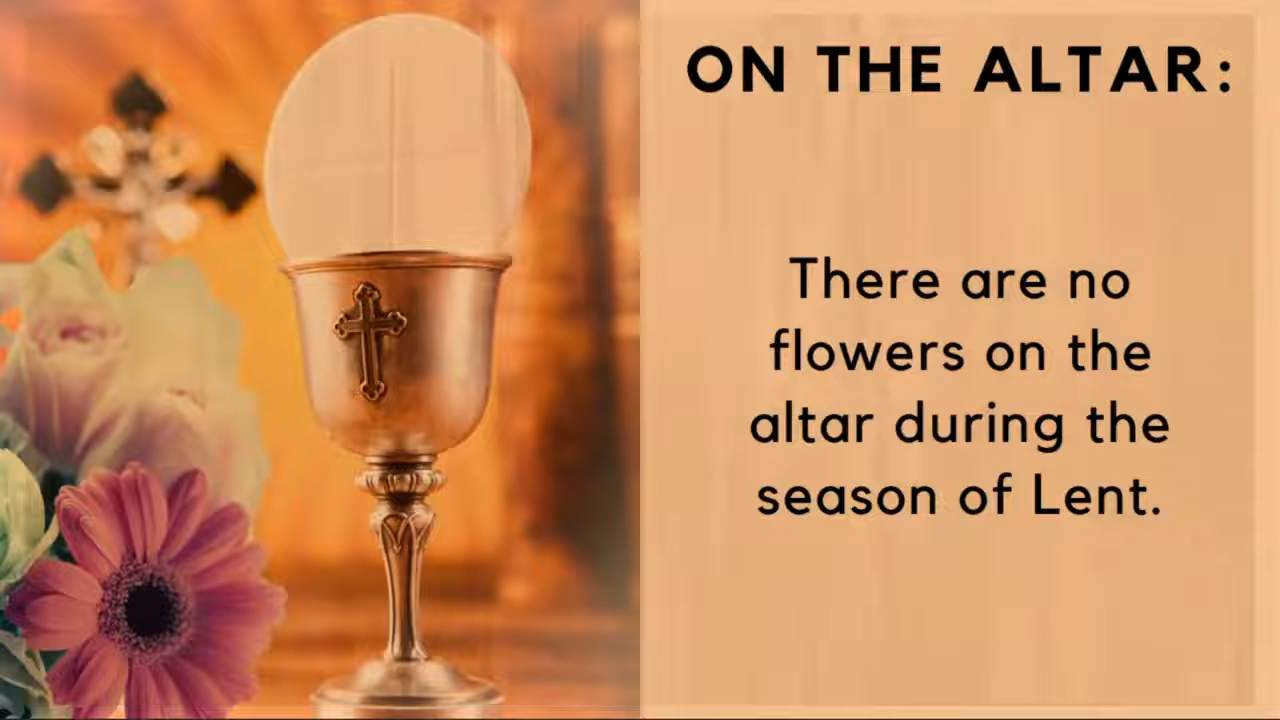 ON THE ALTAR:
There are no
flowers on the
altar during the
season of Lent.